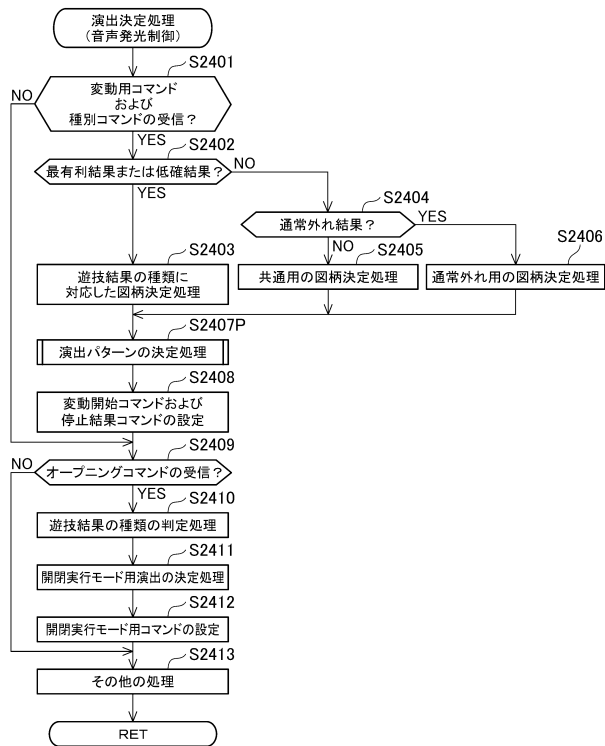 演出決定処理
(音声発光制御)
S2401
変動用コマンド
および
種別コマンドの受信?
NO
YES
S2402
最有利結果または低確結果?
NO
YES
S2404
通常外れ結果?
YES
NO
S2403
遊技結果の種類に
対応した図柄決定処理
S2405
共通用の図柄決定処理
S2406
通常外れ用の図柄決定処理
S2407P
演出パターンの決定処理
S2408
変動開始コマンドおよび
停止結果コマンドの設定
S2409
オープニングコマンドの受信?
NO
YES
S2410
遊技結果の種類の判定処理
S2411
開閉実行モード用演出の決定処理
S2412
開閉実行モード用コマンドの設定
S2413
その他の処理
RET